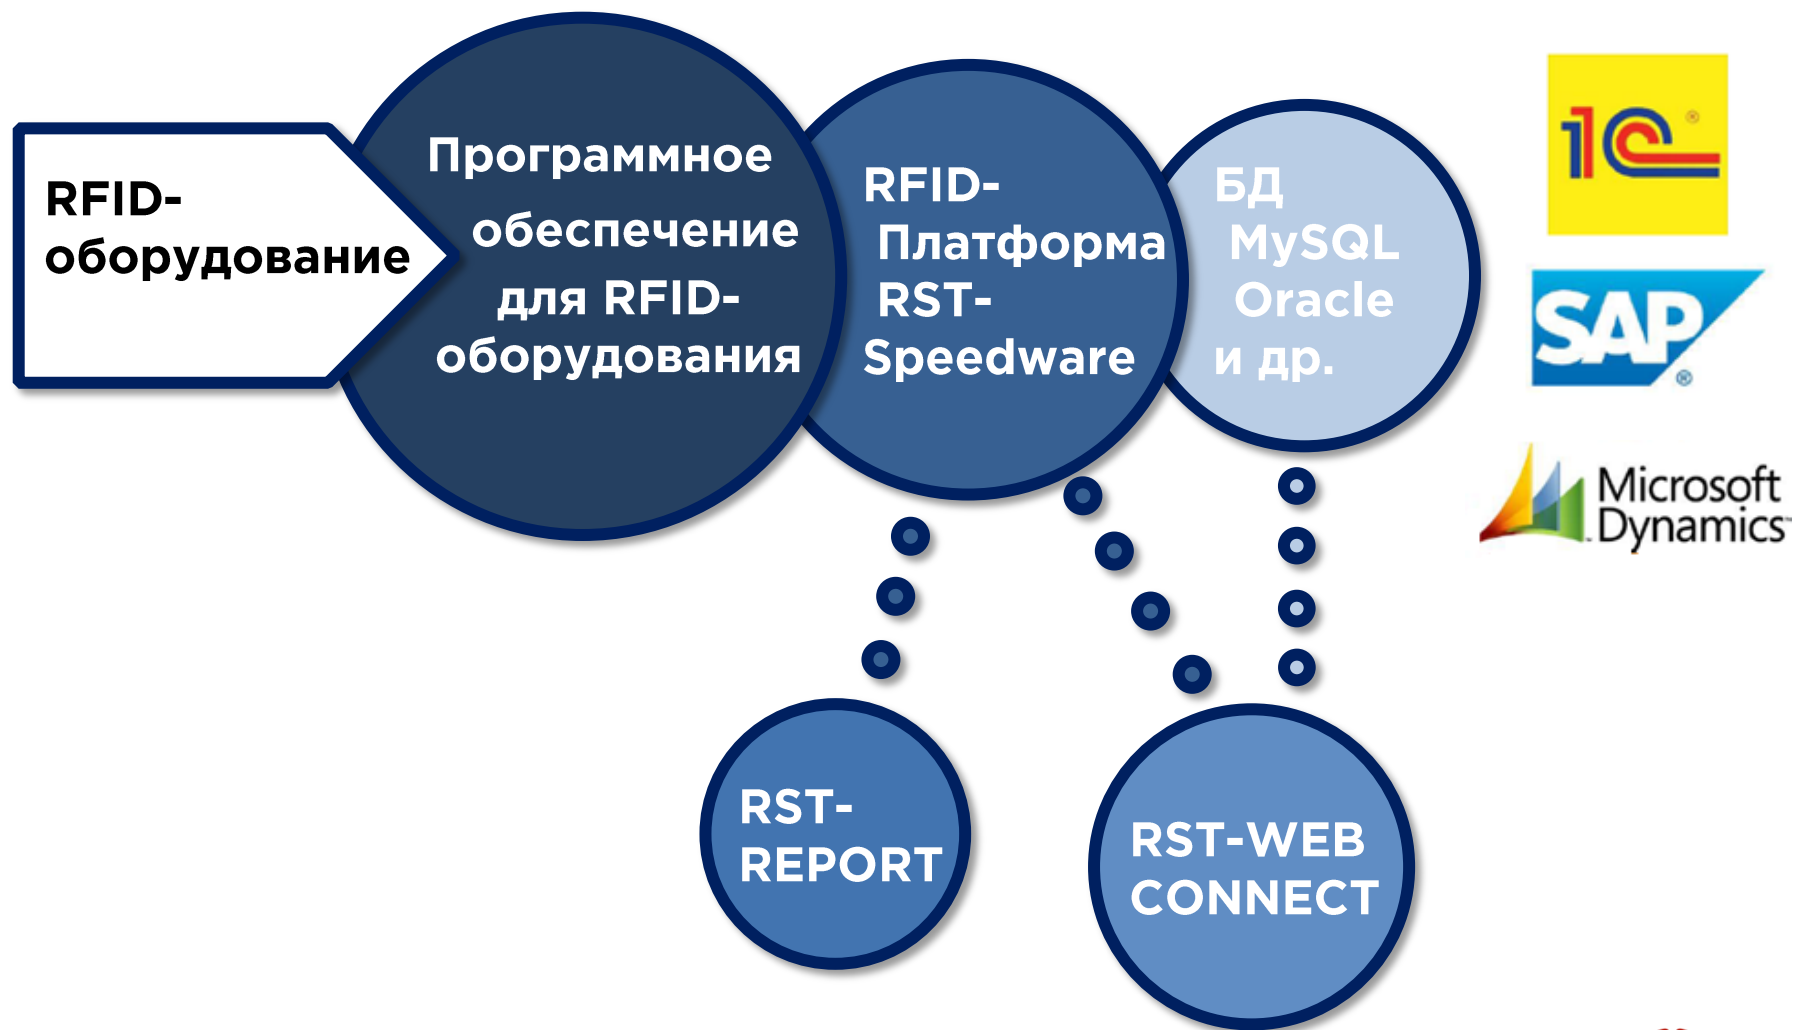 RFID-
оборудование
Программное
обеспечение
для RFID-
оборудования
RFID-
Платформа
RST-
Speedware
БД
MySQL
Oracle
и др.
1С®
SAP®
Microsoft
Dynamics™
RST-
REPORT
RST-WEB
CONNECT